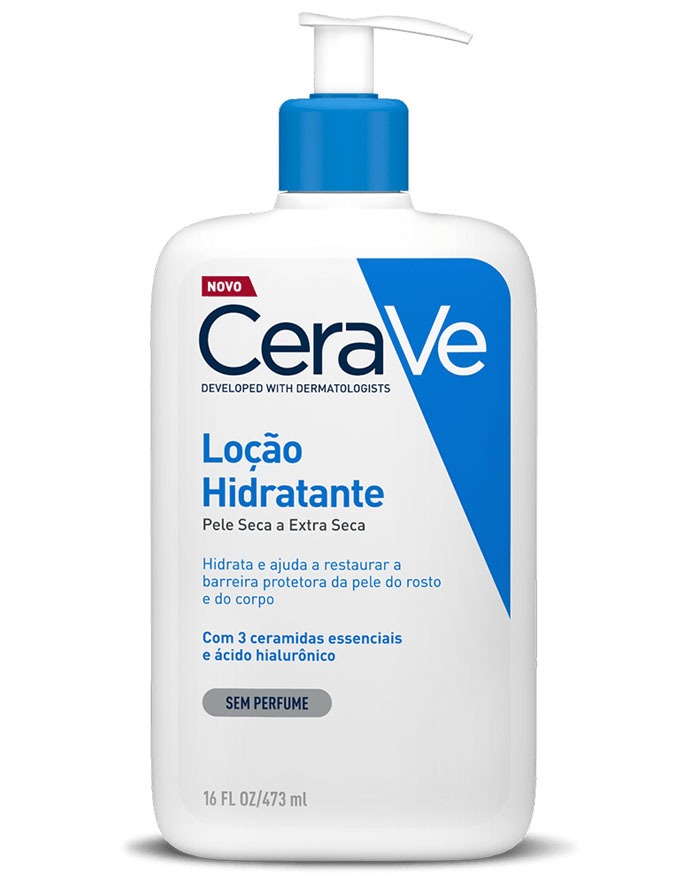 NOVO
CeraVe
DEVELOPED WITH DERMATOLOGISTS
Loção
Hidratante
Pele Seca a Extra Seca
Hidrata e ajuda a restaurar a
barreira protetora da pele do rosto
e do corpo
Com 3 ceramidas essenciais
e ácido hialurônico
SEM PERFUME
16 FL OZ/473 ml